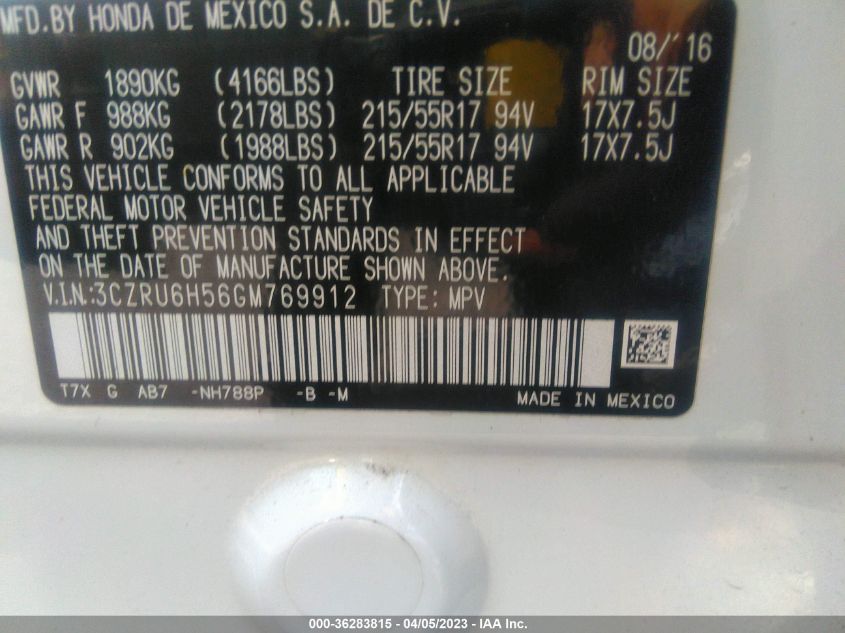 MFD.BY HONDA DE MEXICO S.A. DE C.V.
08/'16
GVWR 1890KG (4166LBS) TIRE SIZE RIM SIZE
GAWR F 988KG (2178LBS) 215/55R17 94V 17X7.5J
GAWR R 902KG (1988LBS) 215/55R17 94V 17X7.5J
THIS VEHICLE CONFORMS TO ALL APPLICABLE
FEDERAL MOTOR VEHICLE SAFETY
AND THEFT PREVENTION STANDARDS IN EFFECT
ON THE DATE OF MANUFACTURE SHOWN ABOVE.
V.I.N.:3CZRU6H56GM769912 TYPE: MPV
T7X G AB7 -NH788P -B -M MADE IN MEXICO
000-36283815 - 04/05/2023 - IAA Inc.